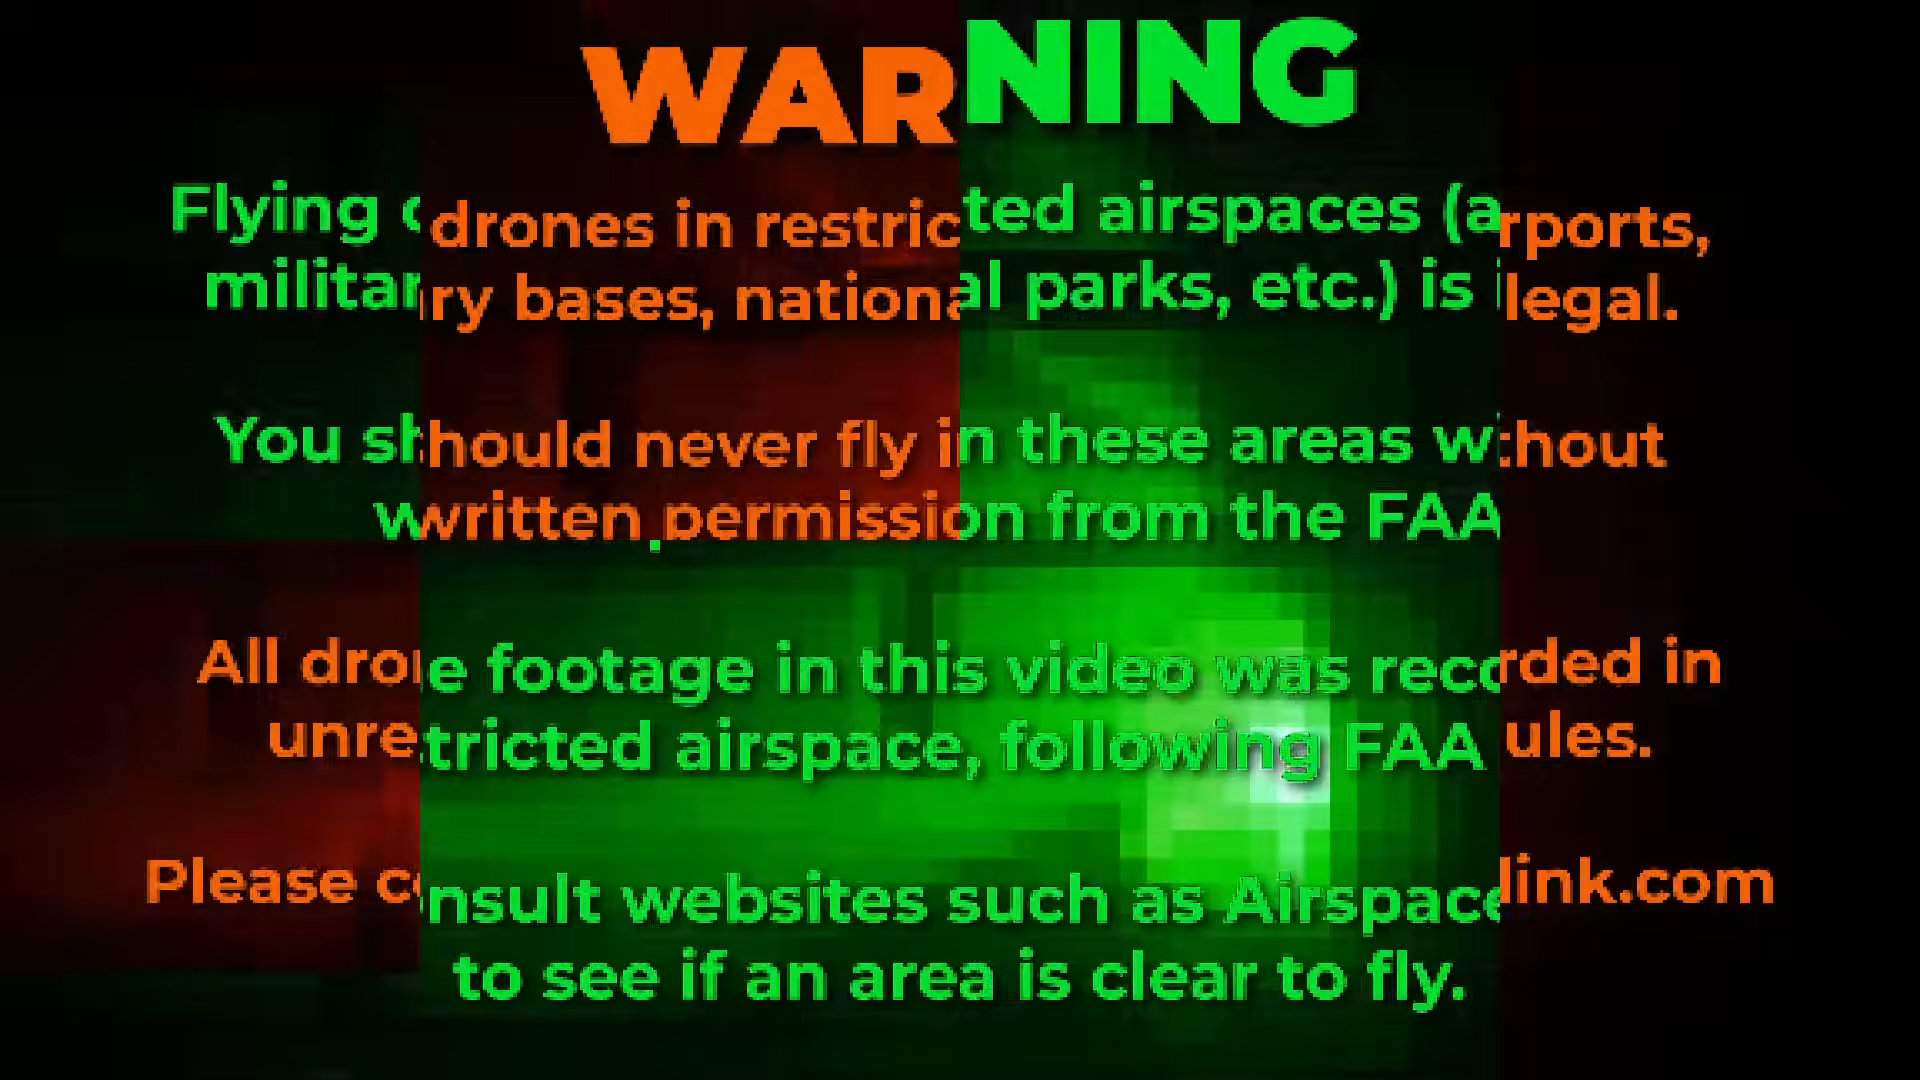 WARNING
Flying drones in restricted airspaces (arports,
military bases, national parks, etc.) is illegal.
You should never fly in these areas without
written permission from the FAA
All drone footage in this video was recorded in
unrestricted airspace, following FAA ules.
Please consult websites such as Airspacelink.com
to see if an area is clear to fly.